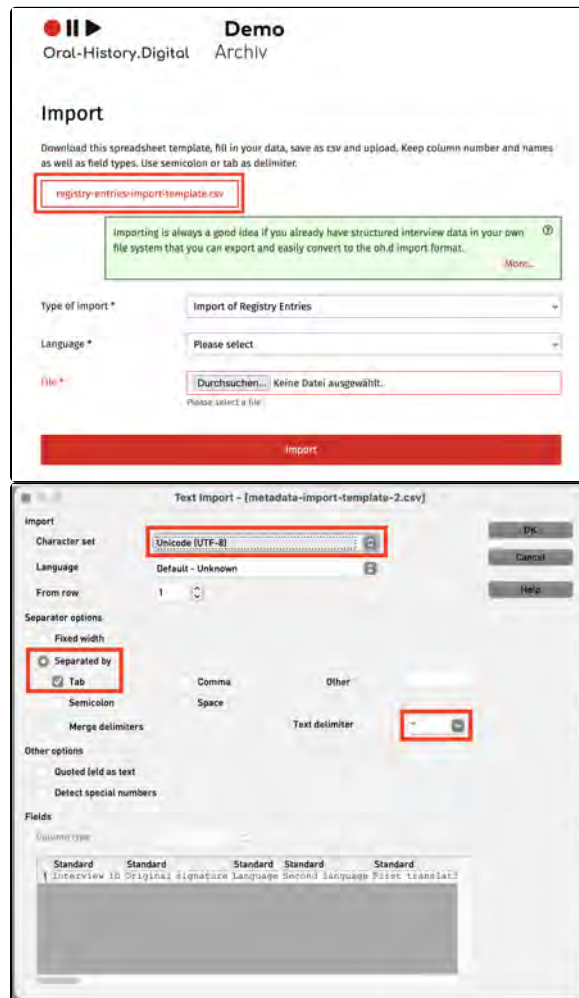 Demo
Oral-History.Digital Archiv
Import
Download this spreadsheet template, fill in your data, save as csv and upload. Keep column number and names
as well as field types. Use semicolon or tab as delimiter.
registry-entries-import-template.csv
Importing is always a good idea if you already have structured interview data in your own
file system that you can export and easily convert to the oh.d import format.
More...
Type of import * Import of Registry Entries
Language * Please select
File * Durchsuchen... Keine Datei ausgewählt.
Please select a file
Import
Text Import - [metadata-import-template-2.csv]
Import
Character set Unicode (UTF-8)
OK
Language Default - Unknown
Cancel
From row 1
Help
Separator options
Fixed width
Separated by
Tab Comma Other
Semicolon Space
Merge delimiters Text delimiter "
Other options
Quoted field as text
Detect special numbers
Fields
Column type
Standard Standard Standard Standard Standard
1 Interview ID Original signature Language Second language First translat